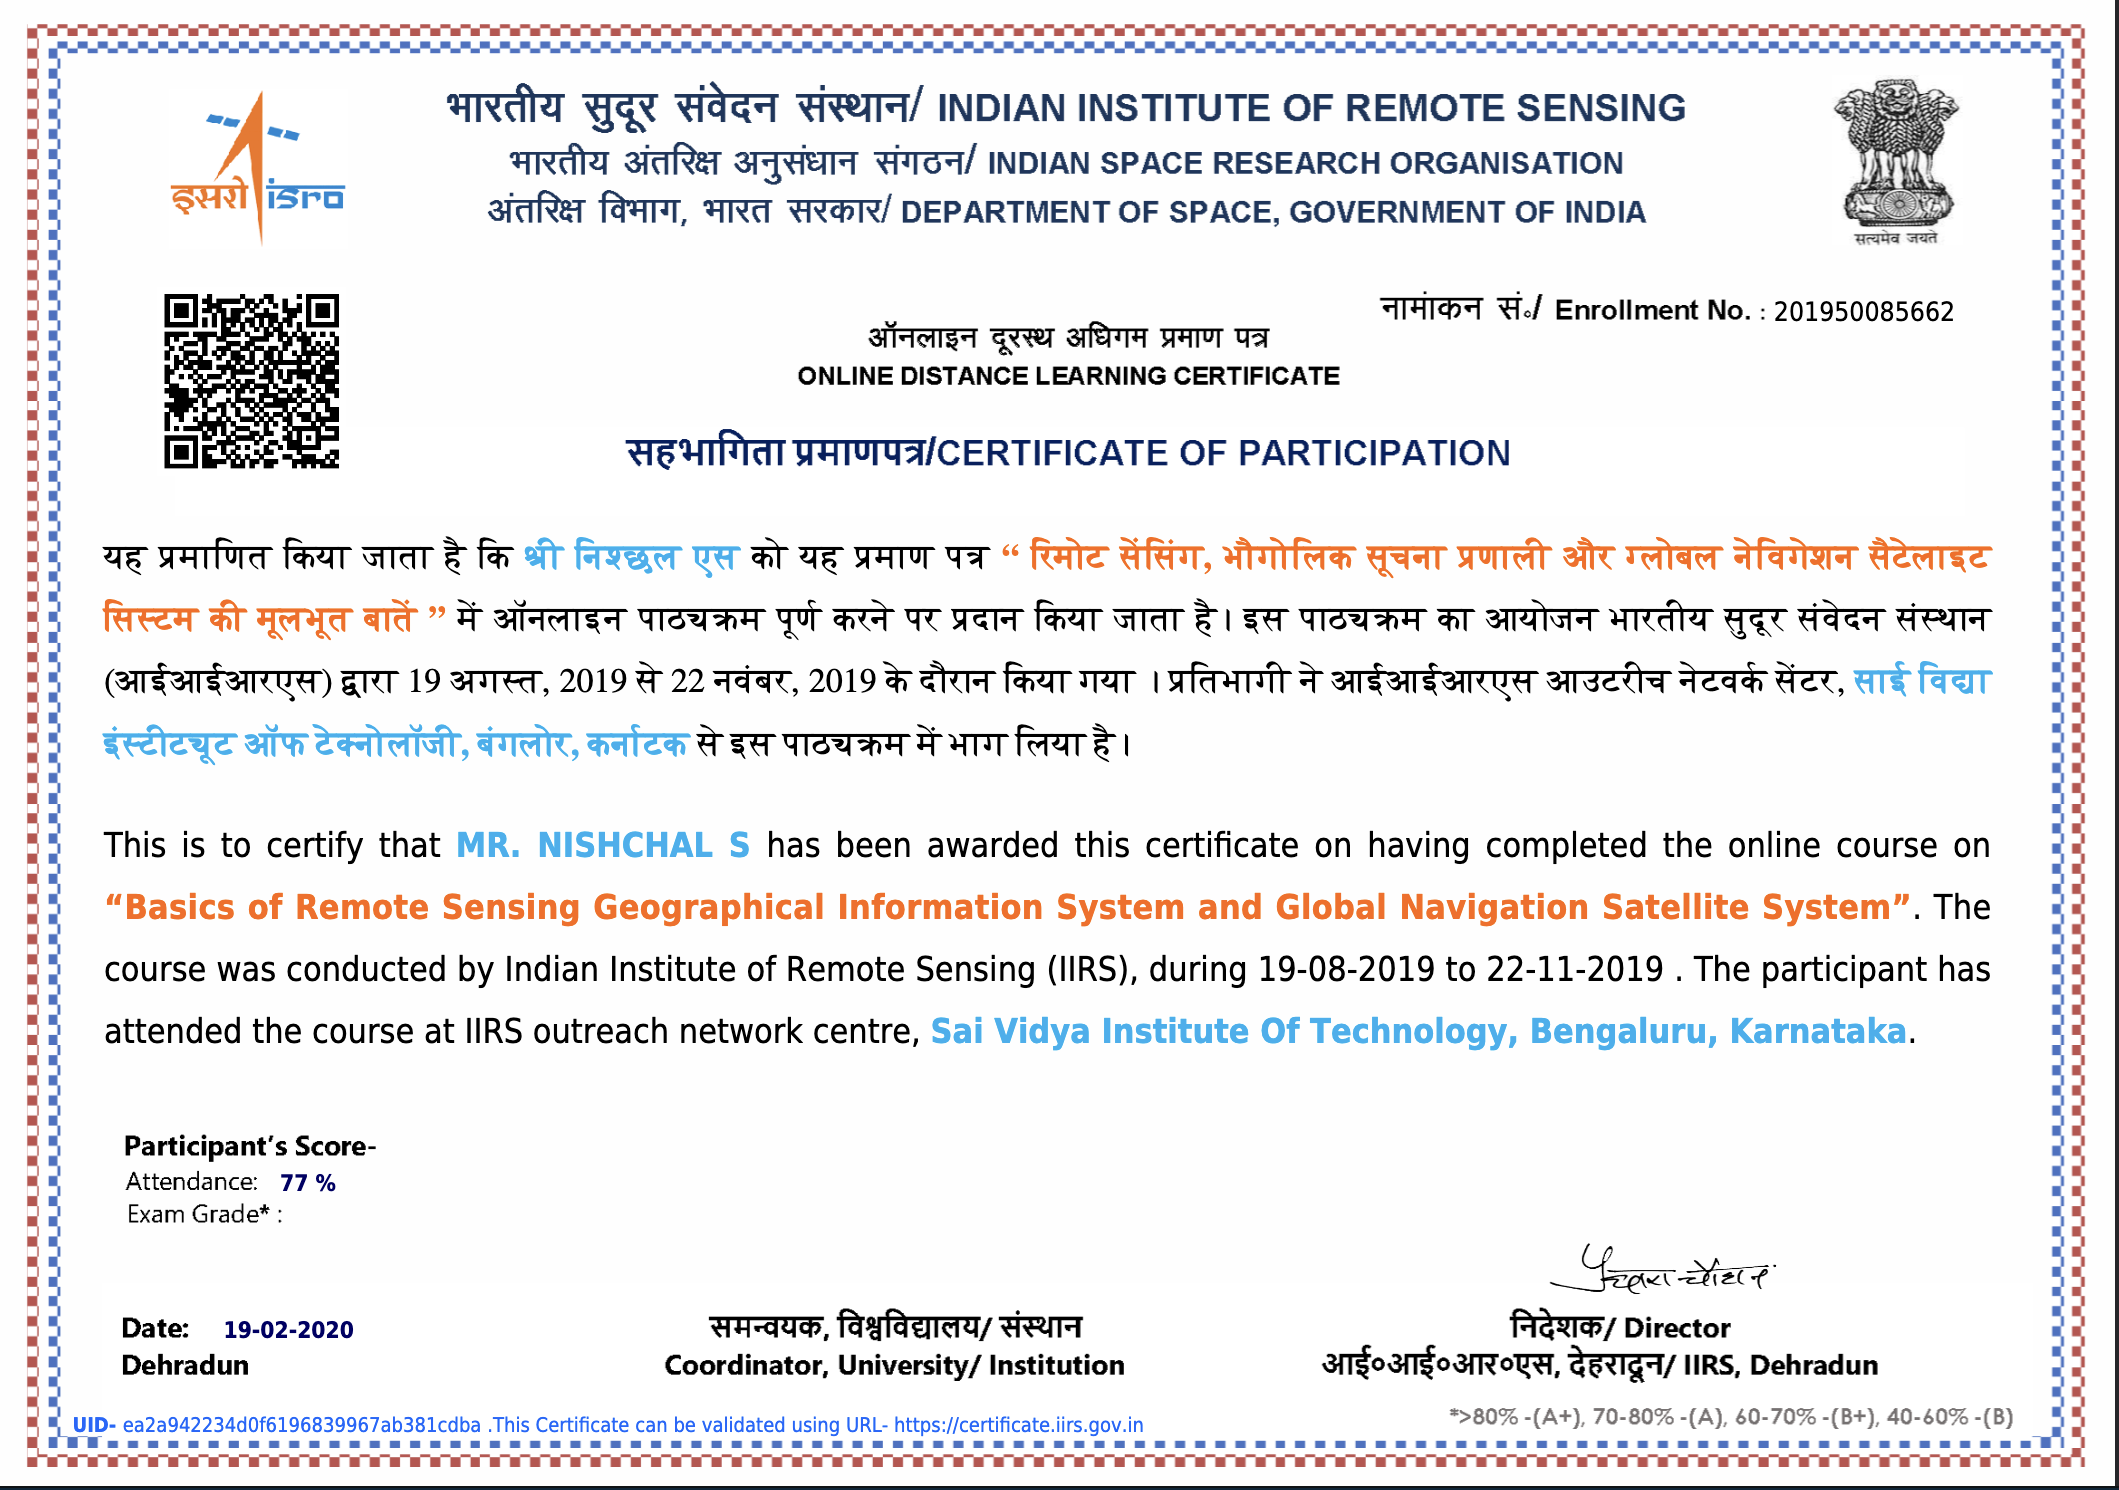 इसरो isro
भारतीय सुदूर संवेदन संस्थान/ INDIAN INSTITUTE OF REMOTE SENSING
भारतीय अंतरिक्ष अनुसंधान संगठन/ INDIAN SPACE RESEARCH ORGANISATION
अंतरिक्ष विभाग, भारत सरकार/ DEPARTMENT OF SPACE, GOVERNMENT OF INDIA
सत्यमेव जयते
नामांकन सं॰/ Enrollment No. : 201950085662
ऑनलाइन दूरस्थ अधिगम प्रमाण पत्र
ONLINE DISTANCE LEARNING CERTIFICATE
सहभागिता प्रमाणपत्र/CERTIFICATE OF PARTICIPATION
यह प्रमाणित किया जाता है कि श्री निश्छल एस को यह प्रमाण पत्र “ रिमोट सेंसिंग, भौगोलिक सूचना प्रणाली और ग्लोबल नेविगेशन सैटेलाइट
सिस्टम की मूलभूत बातें ” में ऑनलाइन पाठ्यक्रम पूर्ण करने पर प्रदान किया जाता है। इस पाठ्यक्रम का आयोजन भारतीय सुदूर संवेदन संस्थान
(आईआईआरएस) द्वारा 19 अगस्त, 2019 से 22 नवंबर, 2019 के दौरान किया गया । प्रतिभागी ने आईआईआरएस आउटरीच नेटवर्क सेंटर, साई विद्या
इंस्टीट्यूट ऑफ टेक्नोलॉजी, बंगलोर, कर्नाटक से इस पाठ्यक्रम में भाग लिया है।
This is to certify that MR. NISHCHAL S has been awarded this certificate on having completed the online course on
“Basics of Remote Sensing Geographical Information System and Global Navigation Satellite System”. The
course was conducted by Indian Institute of Remote Sensing (IIRS), during 19-08-2019 to 22-11-2019 . The participant has
attended the course at IIRS outreach network centre, Sai Vidya Institute Of Technology, Bengaluru, Karnataka.
Participant's Score-
Attendance: 77 %
Exam Grade* :
Date: 19-02-2020
Dehradun
समन्वयक, विश्वविद्यालय/ संस्थान
Coordinator, University/ Institution
निदेशक/ Director
आई॰आई॰आर॰एस, देहरादून/ IIRS, Dehradun
UID- ea2a942234d0f6196839967ab381cdba .This Certificate can be validated using URL- https://certificate.iirs.gov.in
*>80% -(A+), 70-80% -(A), 60-70% -(B+), 40-60% -(B)